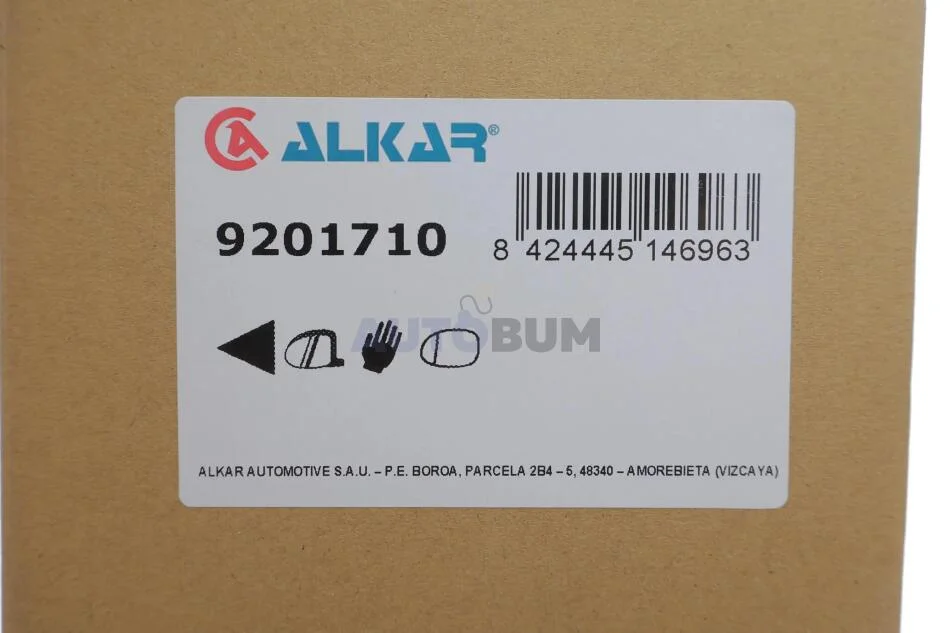 ALKAR®
9201710
8 424445 146963
AUTOBUM
ALKAR AUTOMOTIVE S.A.U. – P.E. BOROA, PARCELA 2B4 – 5, 48340 – AMOREBIETA (VIZCAYA)